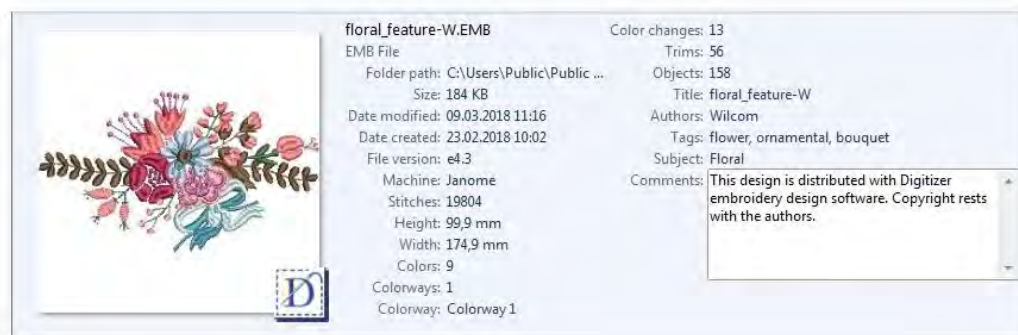 floral_feature-W.EMB
EMB File
Folder path: C:\Users\Public\Public ...
Size: 184 KB
Date modified: 09.03.2018 11:16
Date created: 23.02.2018 10:02
File version: e4.3
Machine: Janome
Stitches: 19804
Height: 99,9 mm
Width: 174,9 mm
Colors: 9
Colorways: 1
Colorway: Colorway 1
Color changes: 13
Trims: 56
Objects: 158
Title: floral_feature-W
Authors: Wilcom
Tags: flower, ornamental, bouquet
Subject: Floral
Comments: This design is distributed with Digitizer
embroidery design software. Copyright rests
with the authors.
D